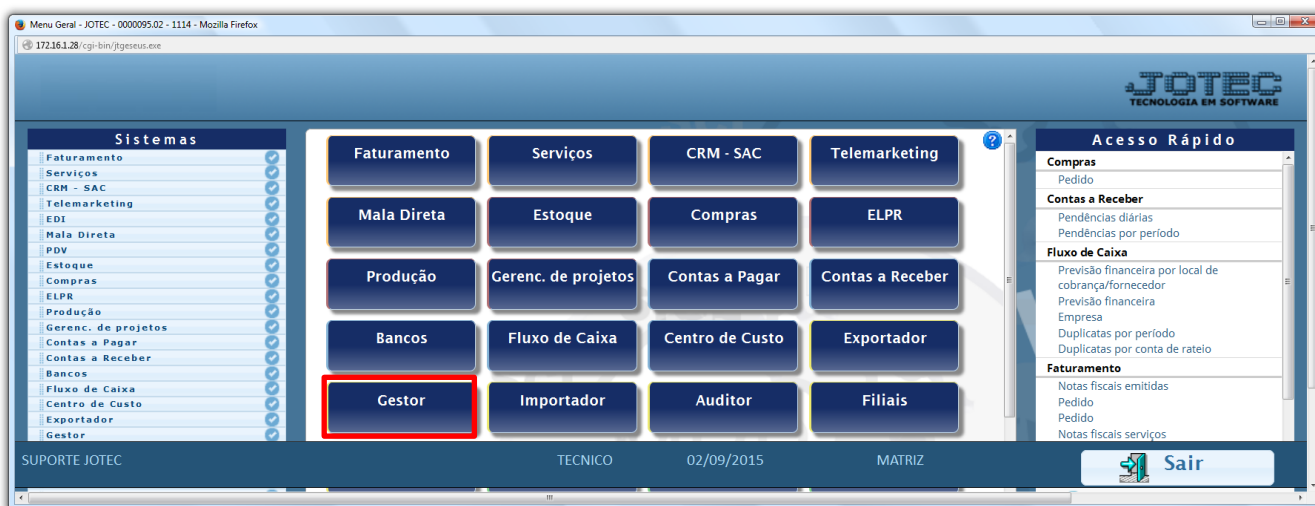 Menu Geral - JOTEC - 0000095.02 - 1114 - Mozilla Firefox
172.16.1.28/cgi-bin/jtgeseus.exe
JOTEC
TECNOLOGIA EM SOFTWARE
Sistemas
Faturamento
Serviços
CRM - SAC
Telemarketing
EDI
Mala Direta
PDV
Estoque
Compras
ELPR
Produção
Gerenc. de projetos
Contas a Pagar
Contas a Receber
Bancos
Fluxo de Caixa
Centro de Custo
Exportador
Gestor
Faturamento Serviços CRM - SAC Telemarketing
Mala Direta Estoque Compras ELPR
Produção Gerenc. de projetos Contas a Pagar Contas a Receber
Bancos Fluxo de Caixa Centro de Custo Exportador
Gestor Importador Auditor Filiais
?
Acesso Rápido
Compras
Pedido
Contas a Receber
Pendências diárias
Pendências por período
Fluxo de Caixa
Previsão financeira por local de
cobrança/fornecedor
Previsão financeira
Empresa
Duplicatas por período
Duplicatas por conta de rateio
Faturamento
Notas fiscais emitidas
Pedido
Pedido
Notas fiscais serviços
SUPORTE JOTEC TECNICO 02/09/2015 MATRIZ
Sair